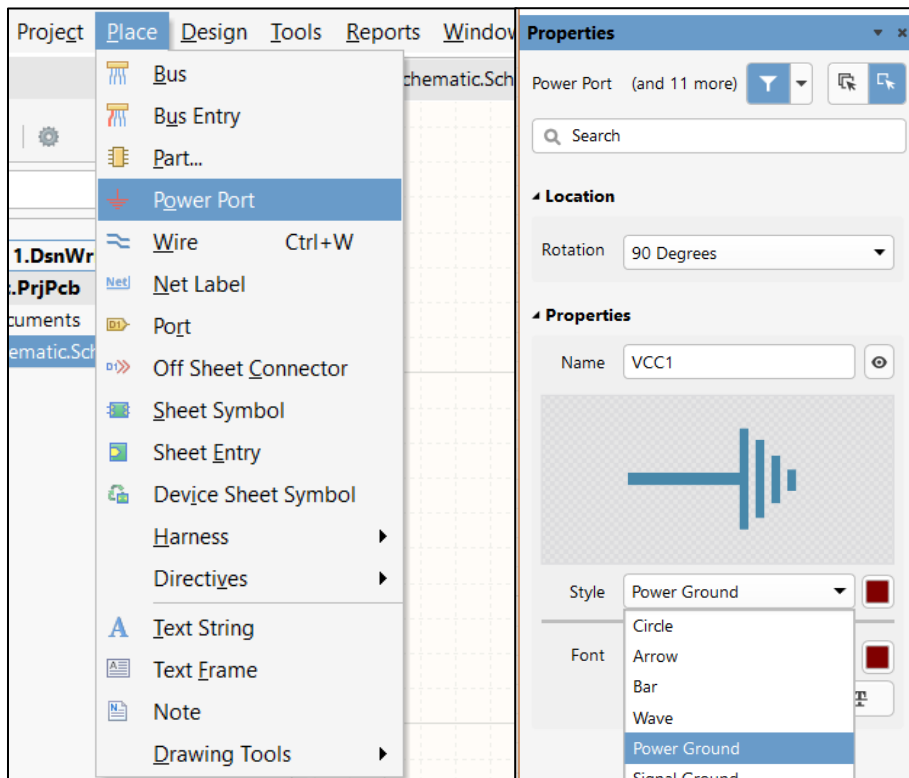 Project Place Design Tools Reports Window
chematic.Sch
1.DsnWr
.PrjPcb
cuments
ematic.Sch
Bus
Bus Entry
Part...
Power Port
Wire Ctrl+W
Net Label
Port
Off Sheet Connector
Sheet Symbol
Sheet Entry
Device Sheet Symbol
Harness
Directives
Text String
Text Frame
Note
Drawing Tools
Properties
Power Port (and 11 more)
Search
Location
Rotation 90 Degrees
Properties
Name VCC1
Style Power Ground
Font
Circle
Arrow
Bar
Wave
Power Ground
Signal Ground